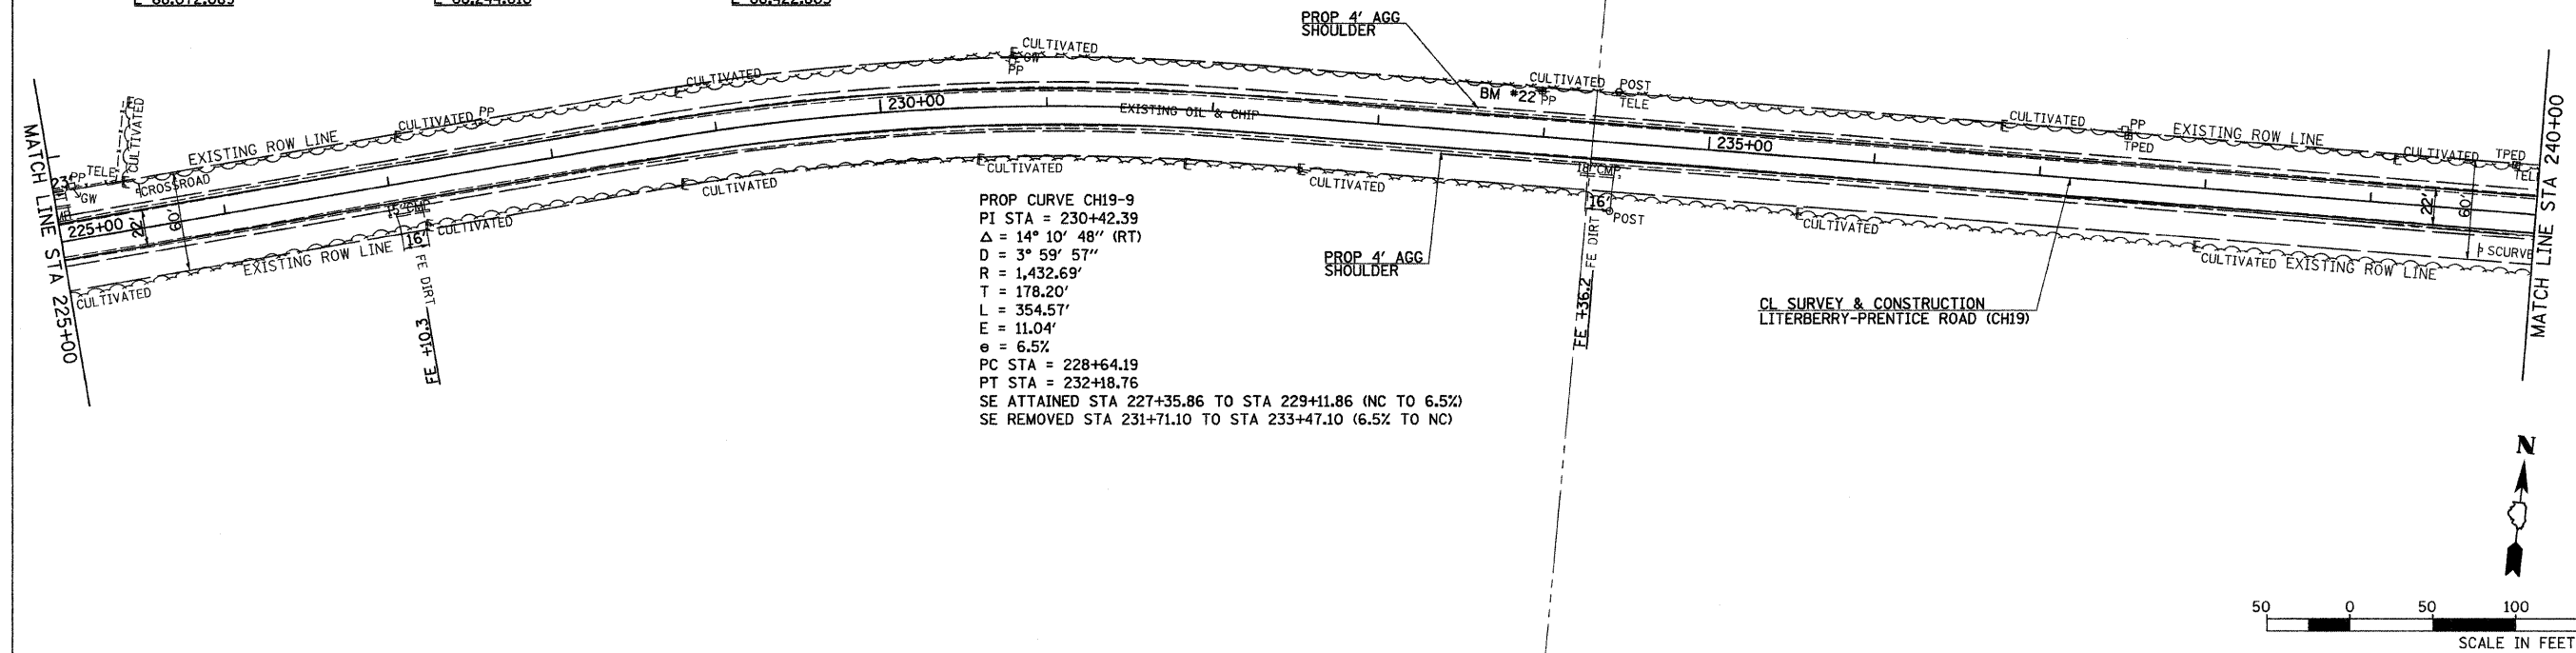 PROP 4' AGG
SHOULDER
CULTIVATED
GW
PP
CULTIVATED
CULTIVATED POST
BM #22 PP
TELE
CULTIVATED
PP
EXISTING ROW LINE
TPED
CULTIVATED
TPED
MATCH LINE STA 240+00
CULTIVATED
CULTIVATED PP
EXISTING ROW LINE
230+00
EXISTING OIL & CHIP
235+00
MATCH LINE STA 225+00
PP TELE
GW
CROSSROAD
225+00
22'
60'
CULTIVATED
CULTIVATED
CULTIVATED
15" CMP
16'
CULTIVATED
EXISTING ROW LINE
CULTIVATED
FE DIRT
FE +10.3
18" CMP
16'
POST
FE DIRT
FE +36.2
CULTIVATED
22'
60'
P SCURVE
CULTIVATED EXISTING ROW LINE
PROP CURVE CH19-9
PI STA = 230+42.39
Δ = 14° 10' 48" (RT)
D = 3° 59' 57"
R = 1,432.69'
T = 178.20'
L = 354.57'
E = 11.04'
e = 6.5%
PC STA = 228+64.19
PT STA = 232+18.76
SE ATTAINED STA 227+35.86 TO STA 229+11.86 (NC TO 6.5%)
SE REMOVED STA 231+71.10 TO STA 233+47.10 (6.5% TO NC)
PROP 4' AGG
SHOULDER
CL SURVEY & CONSTRUCTION
LITERBERRY-PRENTICE ROAD (CH19)
N
50 0 50 100
SCALE IN FEET